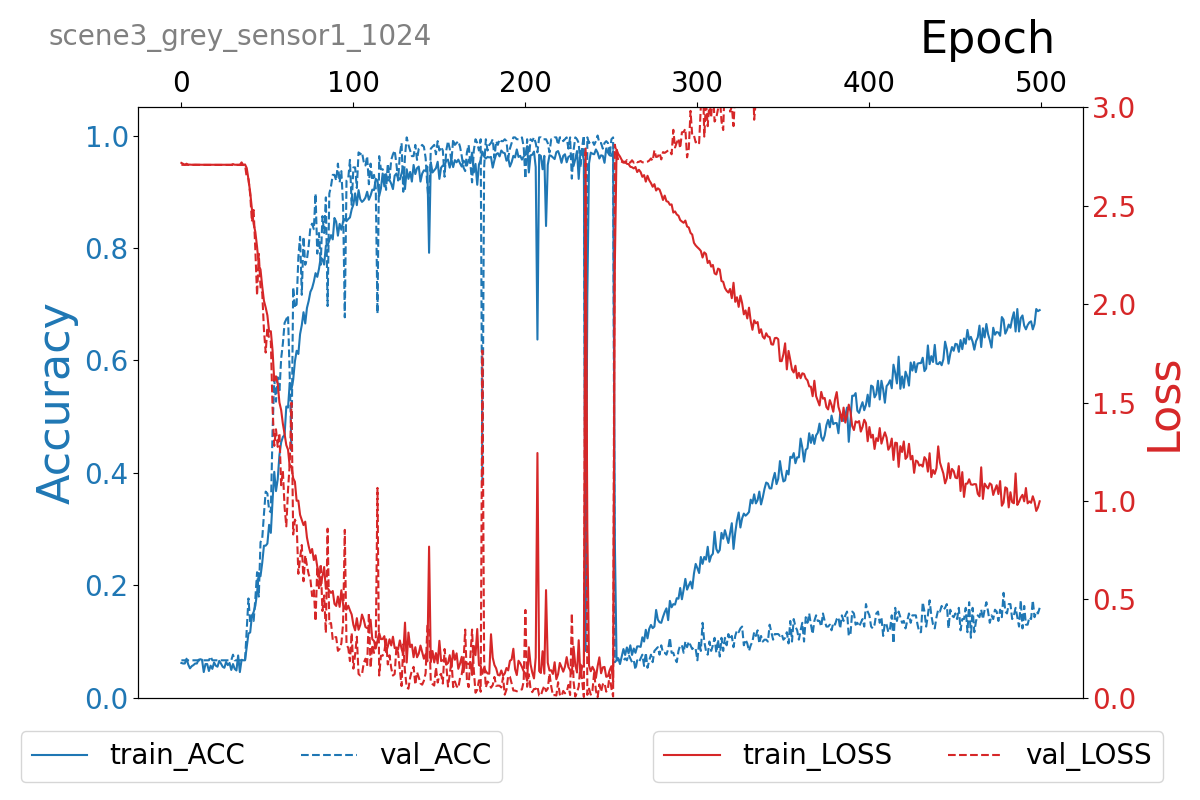 scene3_grey_sensor1_1024
Epoch
0 100 200 300 400 500
1.0
0.8
0.6
0.4
0.2
0.0
Accuracy
3.0
2.5
2.0
1.5
1.0
0.5
0.0
Loss
train_ACC val_ACC
train_LOSS val_LOSS